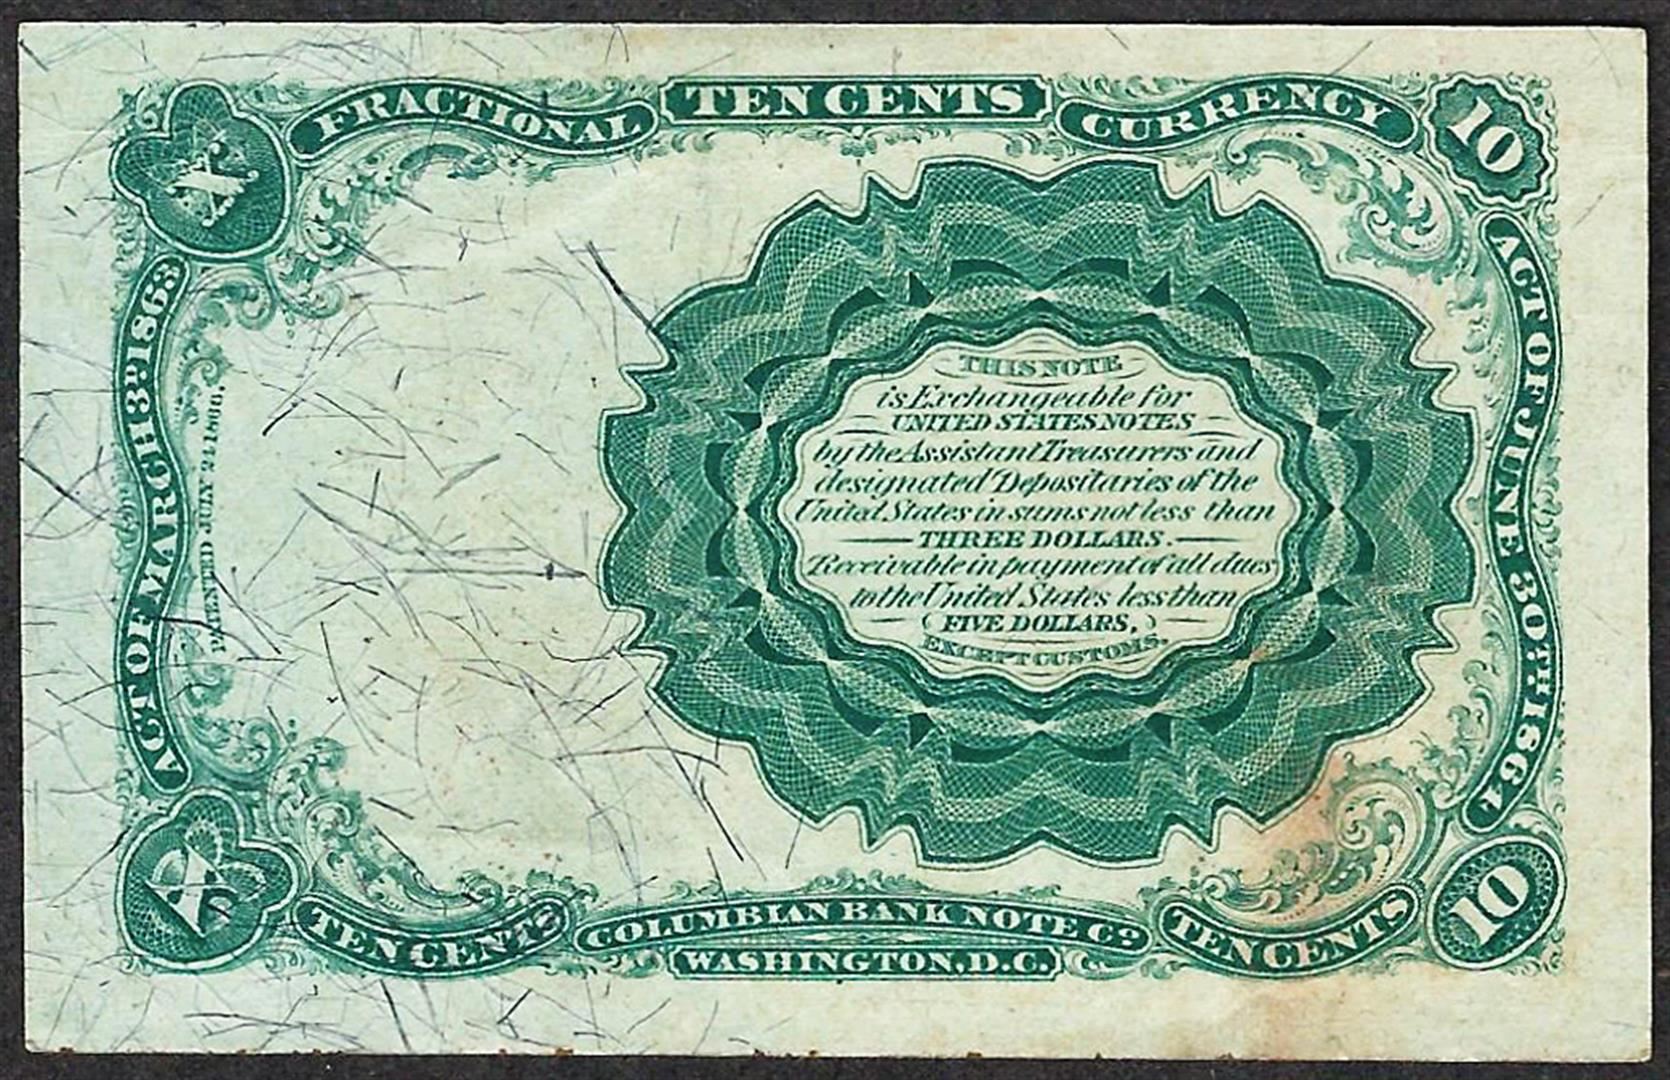 FRACTIONAL TEN CENTS CURRENCY
X
10
ACT OF MARCH 3D 1863
PATENTED JULY 24 1866.
THIS NOTE
is Exchangeable for
UNITED STATES NOTES
by the Assistant Treasurers and
designated Depositaries of the
United States in sums not less than
THREE DOLLARS.
Receivable in payment of all dues
to the United States less than
FIVE DOLLARS,
EXCEPT CUSTOMS.
ACT OF JUNE 30TH 1864
X
10
TEN CENTS
COLUMBIAN BANK NOTE CO
WASHINGTON, D.C.
TEN CENTS